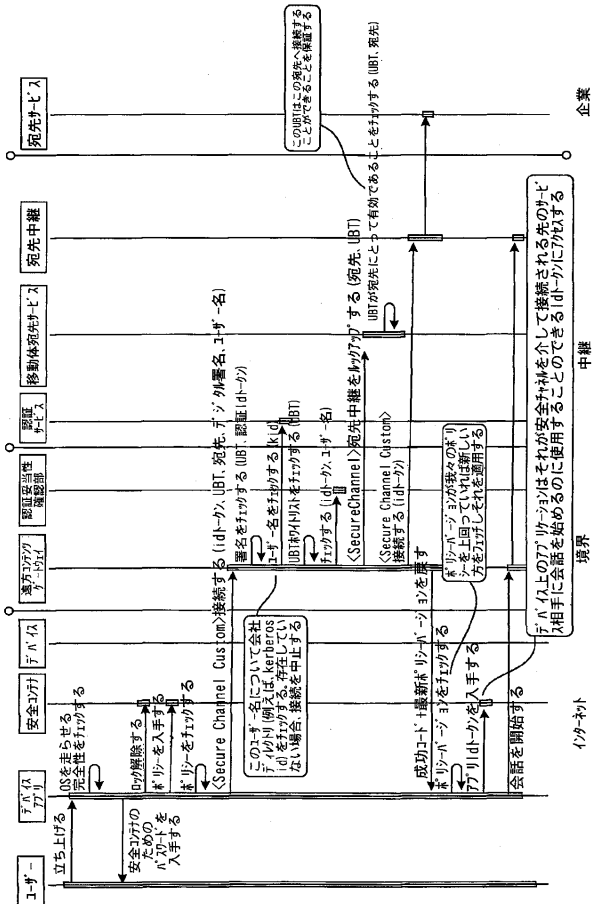 ユーザー
デバイス
アプリ
安全コンテナ
デバイス
遠方コンテンツ
ゲートウェイ
認証妥当性
確認部
認証
サービス
移動体宛先サービス
宛先中継
宛先サービス
立ち上げる
OSを走らせる
完全性をチェックする
安全コンテナの
ための
パスワードを
入手する
ロック解除する
ポリシーを入手する
ポリシーをチェックする
〈Secure Channel Custom〉接続する (idトークン、UBT、宛先、デジタル署名、ユーザー名)
署名をチェックする (UBT、認証idトークン)
ユーザー名をチェックする (kid)
このユーザー名について会社
ディレクトリ (例えば、kerberos
id) をチェックする。存在してい
ない場合、接続を中止する
UBTホワイトリストをチェックする (UBT)
チェックする (idトークン、ユーザー名)
〈SecureChannel〉宛先中継をルックアップする (宛先、UBT)
UBTが宛先にとって有効であることをチェックする (UBT、宛先)
このUBTはこの宛先へ接続する
ことができることを保証する
〈Secure Channel Custom〉
接続する (idトークン)
成功コード+最新ポリシーバージョンを戻す
ポリシーバージョンをチェックする
ポリシーバージョンが我々のポリ
シーを上回っていれば新しい
方をフェッチしそれを適用する
アプリidトークンを入手する
会話を開始する
デバイス上のアプリケーションはそれが安全チャネルを介して接続される先のサービ
ス相手に会話を始めるのに使用することのできるidトークンにアクセスする
インターネット
境界
中継
企業